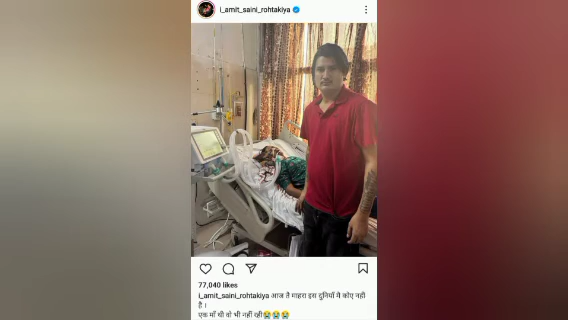 i_amit_saini_rohtakiya
77,040 likes
i_amit_saini_rohtakiya आज तै माहरा इस दुनियाँ मै कोए नही
है ।
एक माँ थी वो भी नहीं रही😭😭😭